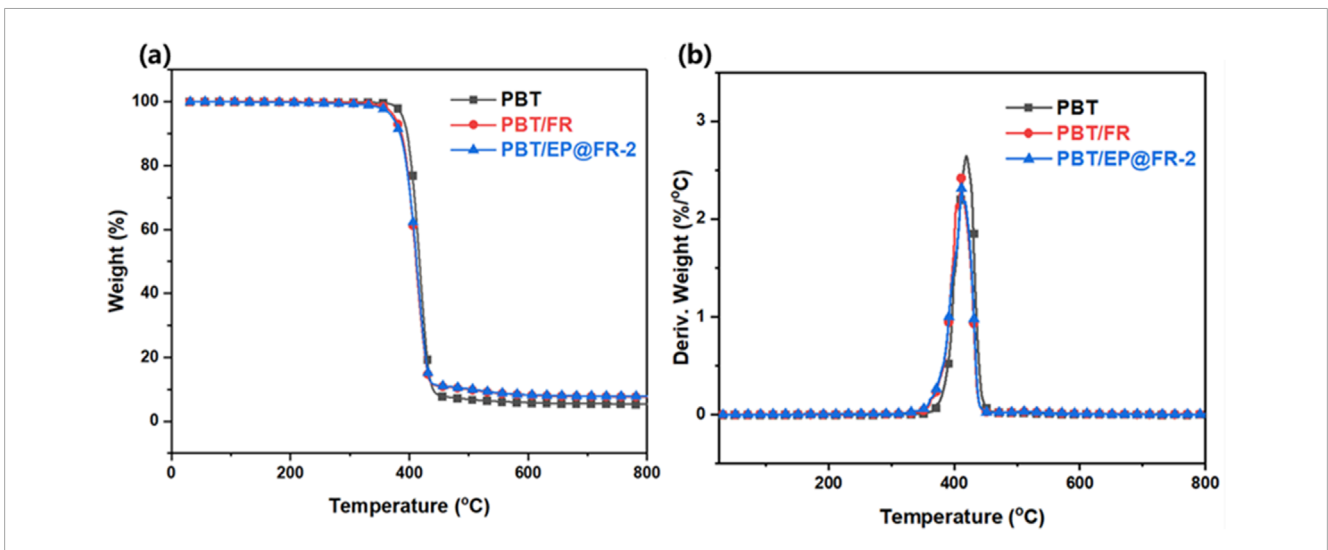 (a)
PBT
PBT/FR
PBT/EP@FR-2
100
80
60
40
20
0
Weight (%)
0 200 400 600 800
Temperature (°C)
(b)
PBT
PBT/FR
PBT/EP@FR-2
3
2
1
0
Deriv. Weight (%/°C)
200 400 600 800
Temperature (°C)